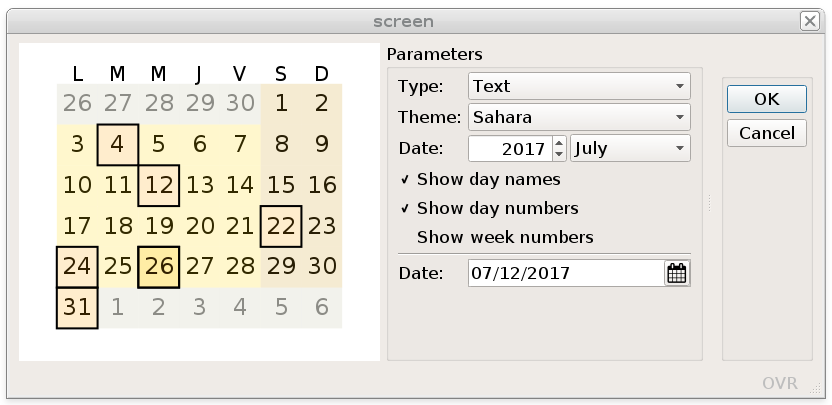 screen
L M M J V S D
26 27 28 29 30 1 2
3 4 5 6 7 8 9
10 11 12 13 14 15 16
17 18 19 20 21 22 23
24 25 26 27 28 29 30
31 1 2 3 4 5 6
Parameters
Type: Text
Theme: Sahara
Date: 2017 July
Show day names
Show day numbers
Show week numbers
Date: 07/12/2017
OK
Cancel
OVR